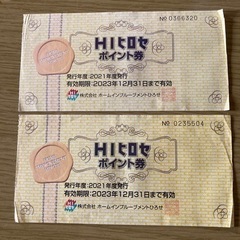 No 0366320
HIヒロセ
ポイント券
発行年度:2021年度発行
有効期限:2023年12月31日まで有効
株式会社 ホームインプルーブメントひろせ
No 0235504
HIヒロセ
ポイント券
発行年度:2021年度発行
有効期限:2023年12月31日まで有効
株式会社 ホームインプルーブメントひろせ